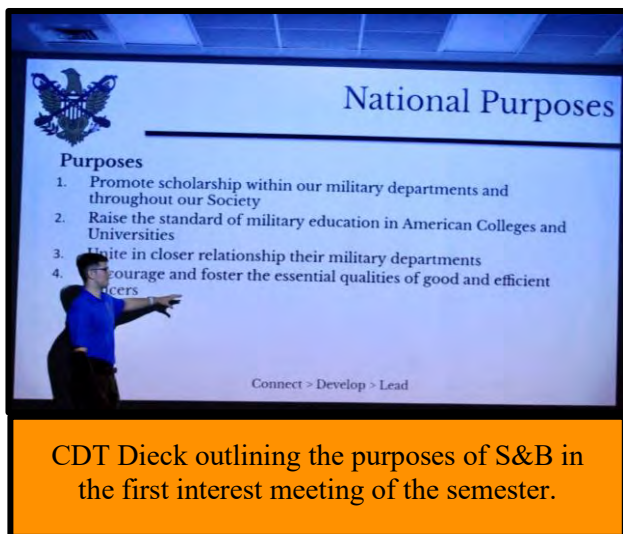 National Purposes
Purposes
1. Promote scholarship within our military departments and
throughout our Society
2. Raise the standard of military education in American Colleges and
Universities
3. Unite in closer relationship their military departments
4. courage and foster the essential qualities of good and efficient
cers
Connect > Develop > Lead
CDT Dieck outlining the purposes of S&B in
the first interest meeting of the semester.